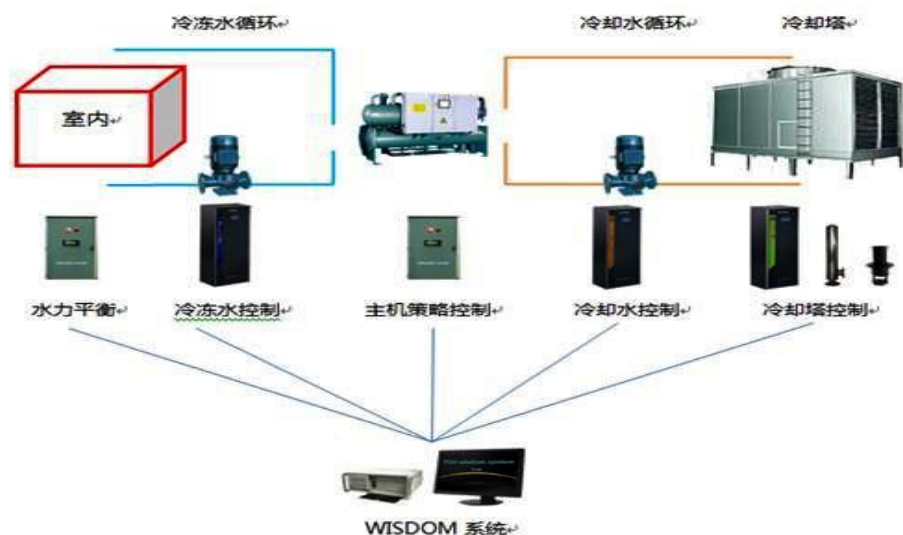 冷冻水循环
冷却水循环
冷却塔
室内
水力平衡
冷冻水控制
主机策略控制
冷却水控制
冷却塔控制
WISDOM 系统